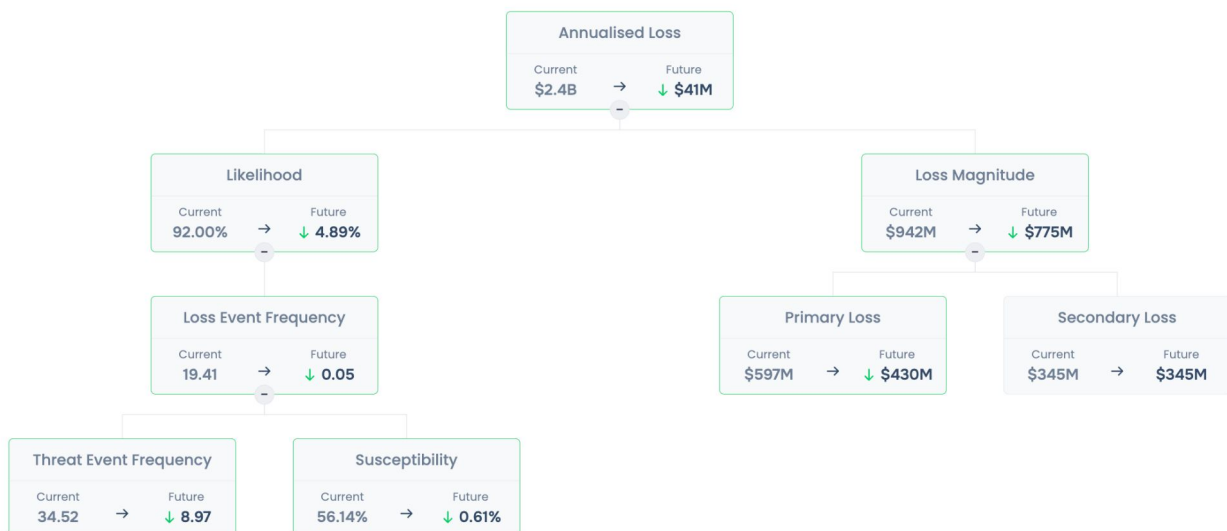 Annualised Loss
Current Future
$2.4B → ↓ $41M
−
Likelihood Loss Magnitude
Current Future Current Future
92.00% → ↓ 4.89% $942M → ↓ $775M
− −
Loss Event Frequency Primary Loss Secondary Loss
Current Future Current Future Current Future
19.41 → ↓ 0.05 $597M → ↓ $430M $345M → $345M
−
Threat Event Frequency Susceptibility
Current Future Current Future
34.52 → ↓ 8.97 56.14% → ↓ 0.61%